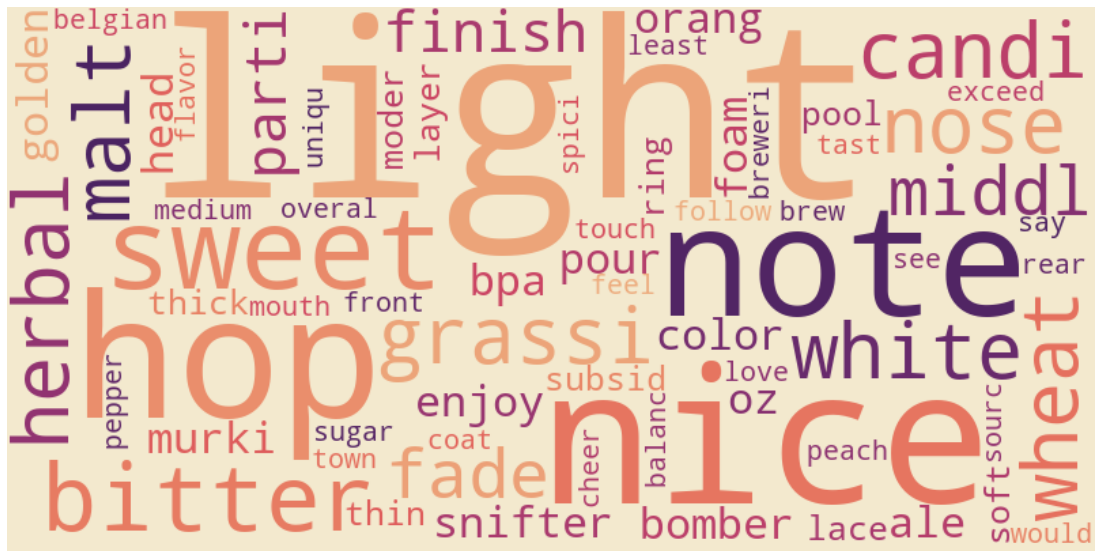 belgian
finish
orang
least
candi
golden
malt
head
flavor
parti
uniqu
light
moder
layer
spici
ring
foam
breweri
pool
tast
exceed
nose
herbal
medium
overal
touch
follow
brew
middl
say
sweet
bpa
pour
feel
note
see
rear
thick
mouth
front
hop
grassi
color
white
wheat
pepper
subsid
love
oz
enjoy
nice
murki
sugar
coat
town
cheer
balanc
peach
sourc
soft
bitter
thin
fade
snifter
bomber
lace
ale
would